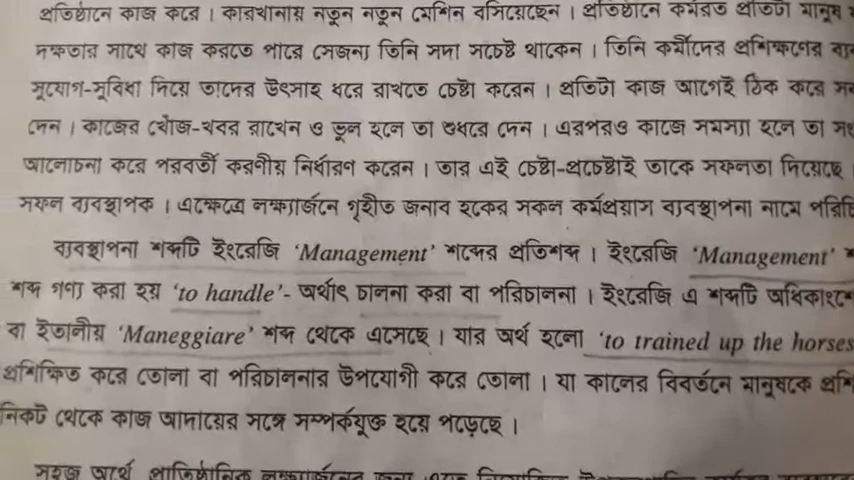 প্রতিষ্ঠানে কাজ করে । কারখানায় নতুন নতুন মেশিন বসিয়েছেন । প্রতিষ্ঠানে কর্মরত প্রতিটা মানুষ
দক্ষতার সাথে কাজ করতে পারে সেজন্য তিনি সদা সচেষ্ট থাকেন । তিনি কর্মীদের প্রশিক্ষণের
সুযোগ-সুবিধা দিয়ে তাদের উৎসাহ ধরে রাখতে চেষ্টা করেন । প্রতিটা কাজ আগেই ঠিক করে
দেন । কাজের খোঁজ-খবর রাখেন ও ভুল হলে তা শুধরে দেন । এরপরও কাজে সমস্যা হলে তা
আলোচনা করে পরবর্তী করণীয় নির্ধারণ করেন । তার এই চেষ্টা-প্রচেষ্টাই তাকে সফলতা দিয়েছে ।
সফল ব্যবস্থাপক । এক্ষেত্রে লক্ষ্যার্জনে গৃহীত জনাব হকের সকল কর্মপ্রয়াস ব্যবস্থাপনা নামে
ব্যবস্থাপনা শব্দটি ইংরেজি ‘Management’ শব্দের প্রতিশব্দ । ইংরেজি ‘Management’
শব্দ গণ্য করা হয় ‘to handle’- অর্থাৎ চালনা করা বা পরিচালনা । ইংরেজি এ শব্দটি
বা ইতালীয় ‘Maneggiare’ শব্দ থেকে এসেছে । যার অর্থ হলো ‘to trained up the horses
প্রশিক্ষিত করে তোলা বা পরিচালনার উপযোগী করে তোলা । যা কালের বিবর্তনে মানুষকে
নিকট থেকে কাজ আদায়ের সঙ্গে সম্পর্কযুক্ত হয়ে পড়েছে ।
সহজ অর্থে প্রাতিষ্ঠানিক